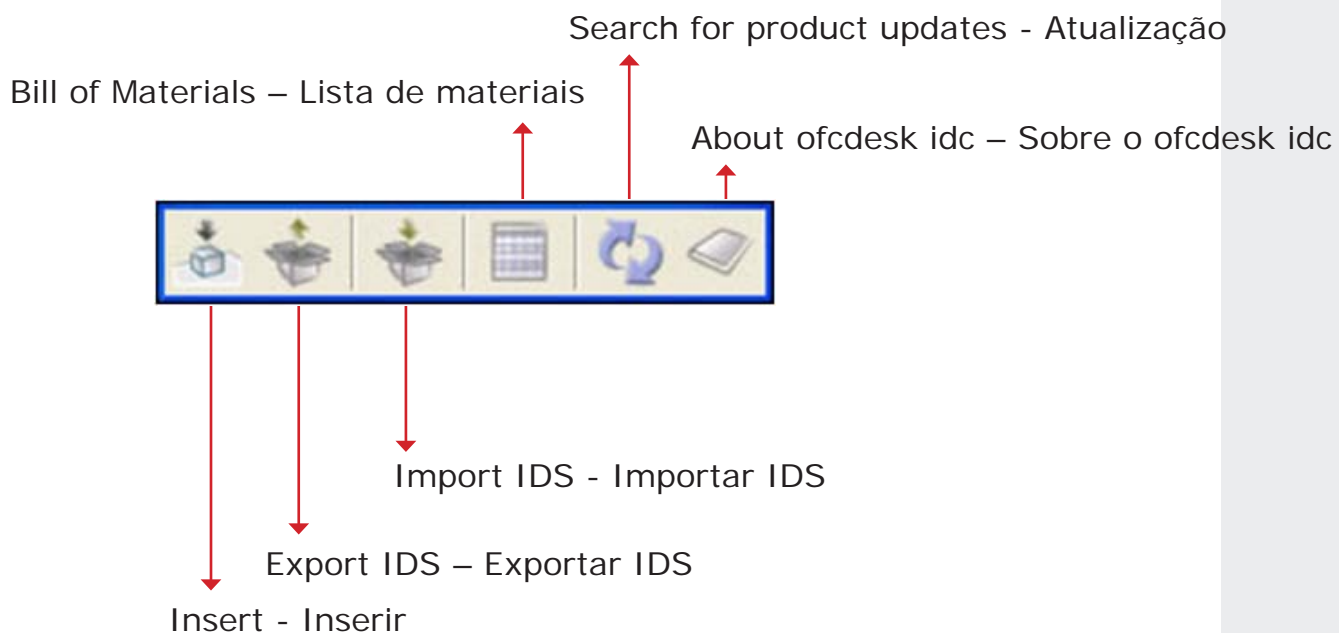 Search for product updates - Atualização
Bill of Materials – Lista de materiais
About ofcdesk idc – Sobre o ofcdesk idc
Import IDS - Importar IDS
Export IDS – Exportar IDS
Insert - Inserir